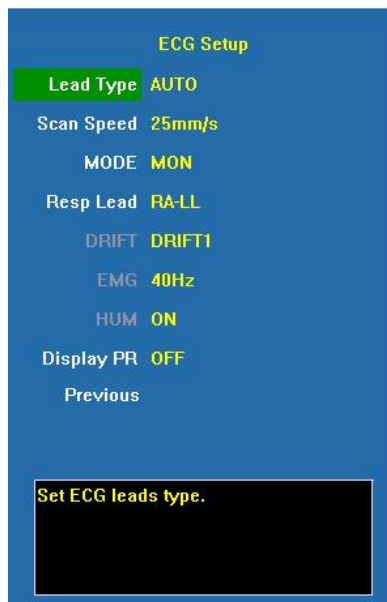 ECG Setup
Lead Type AUTO
Scan Speed 25mm/s
MODE MON
Resp Lead RA-LL
DRIFT DRIFT1
EMG 40Hz
HUM ON
Display PR OFF
Previous
Set ECG leads type.